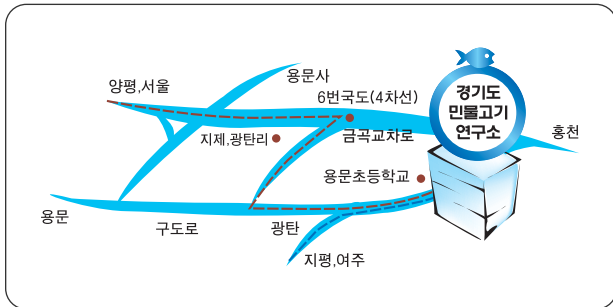 양평,서울
용문사
6번국도(4차선)
경기도
민물고기
연구소
지제,광탄리
금곡교차로
홍천
용문초등학교
용문
구도로
광탄
지평,여주